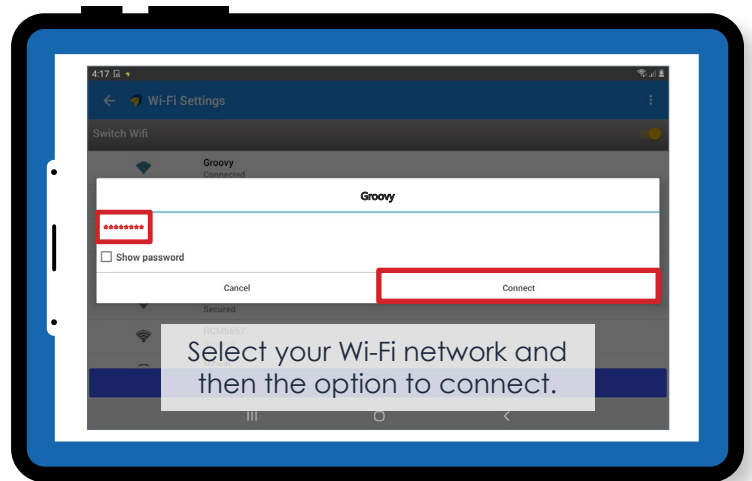 4:17
Wi-Fi Settings
Switch Wifi
Groovy
Connected
Groovy
********
Show password
Cancel
Connect
Secured
RCM5557
Select your Wi-Fi network and
then the option to connect.